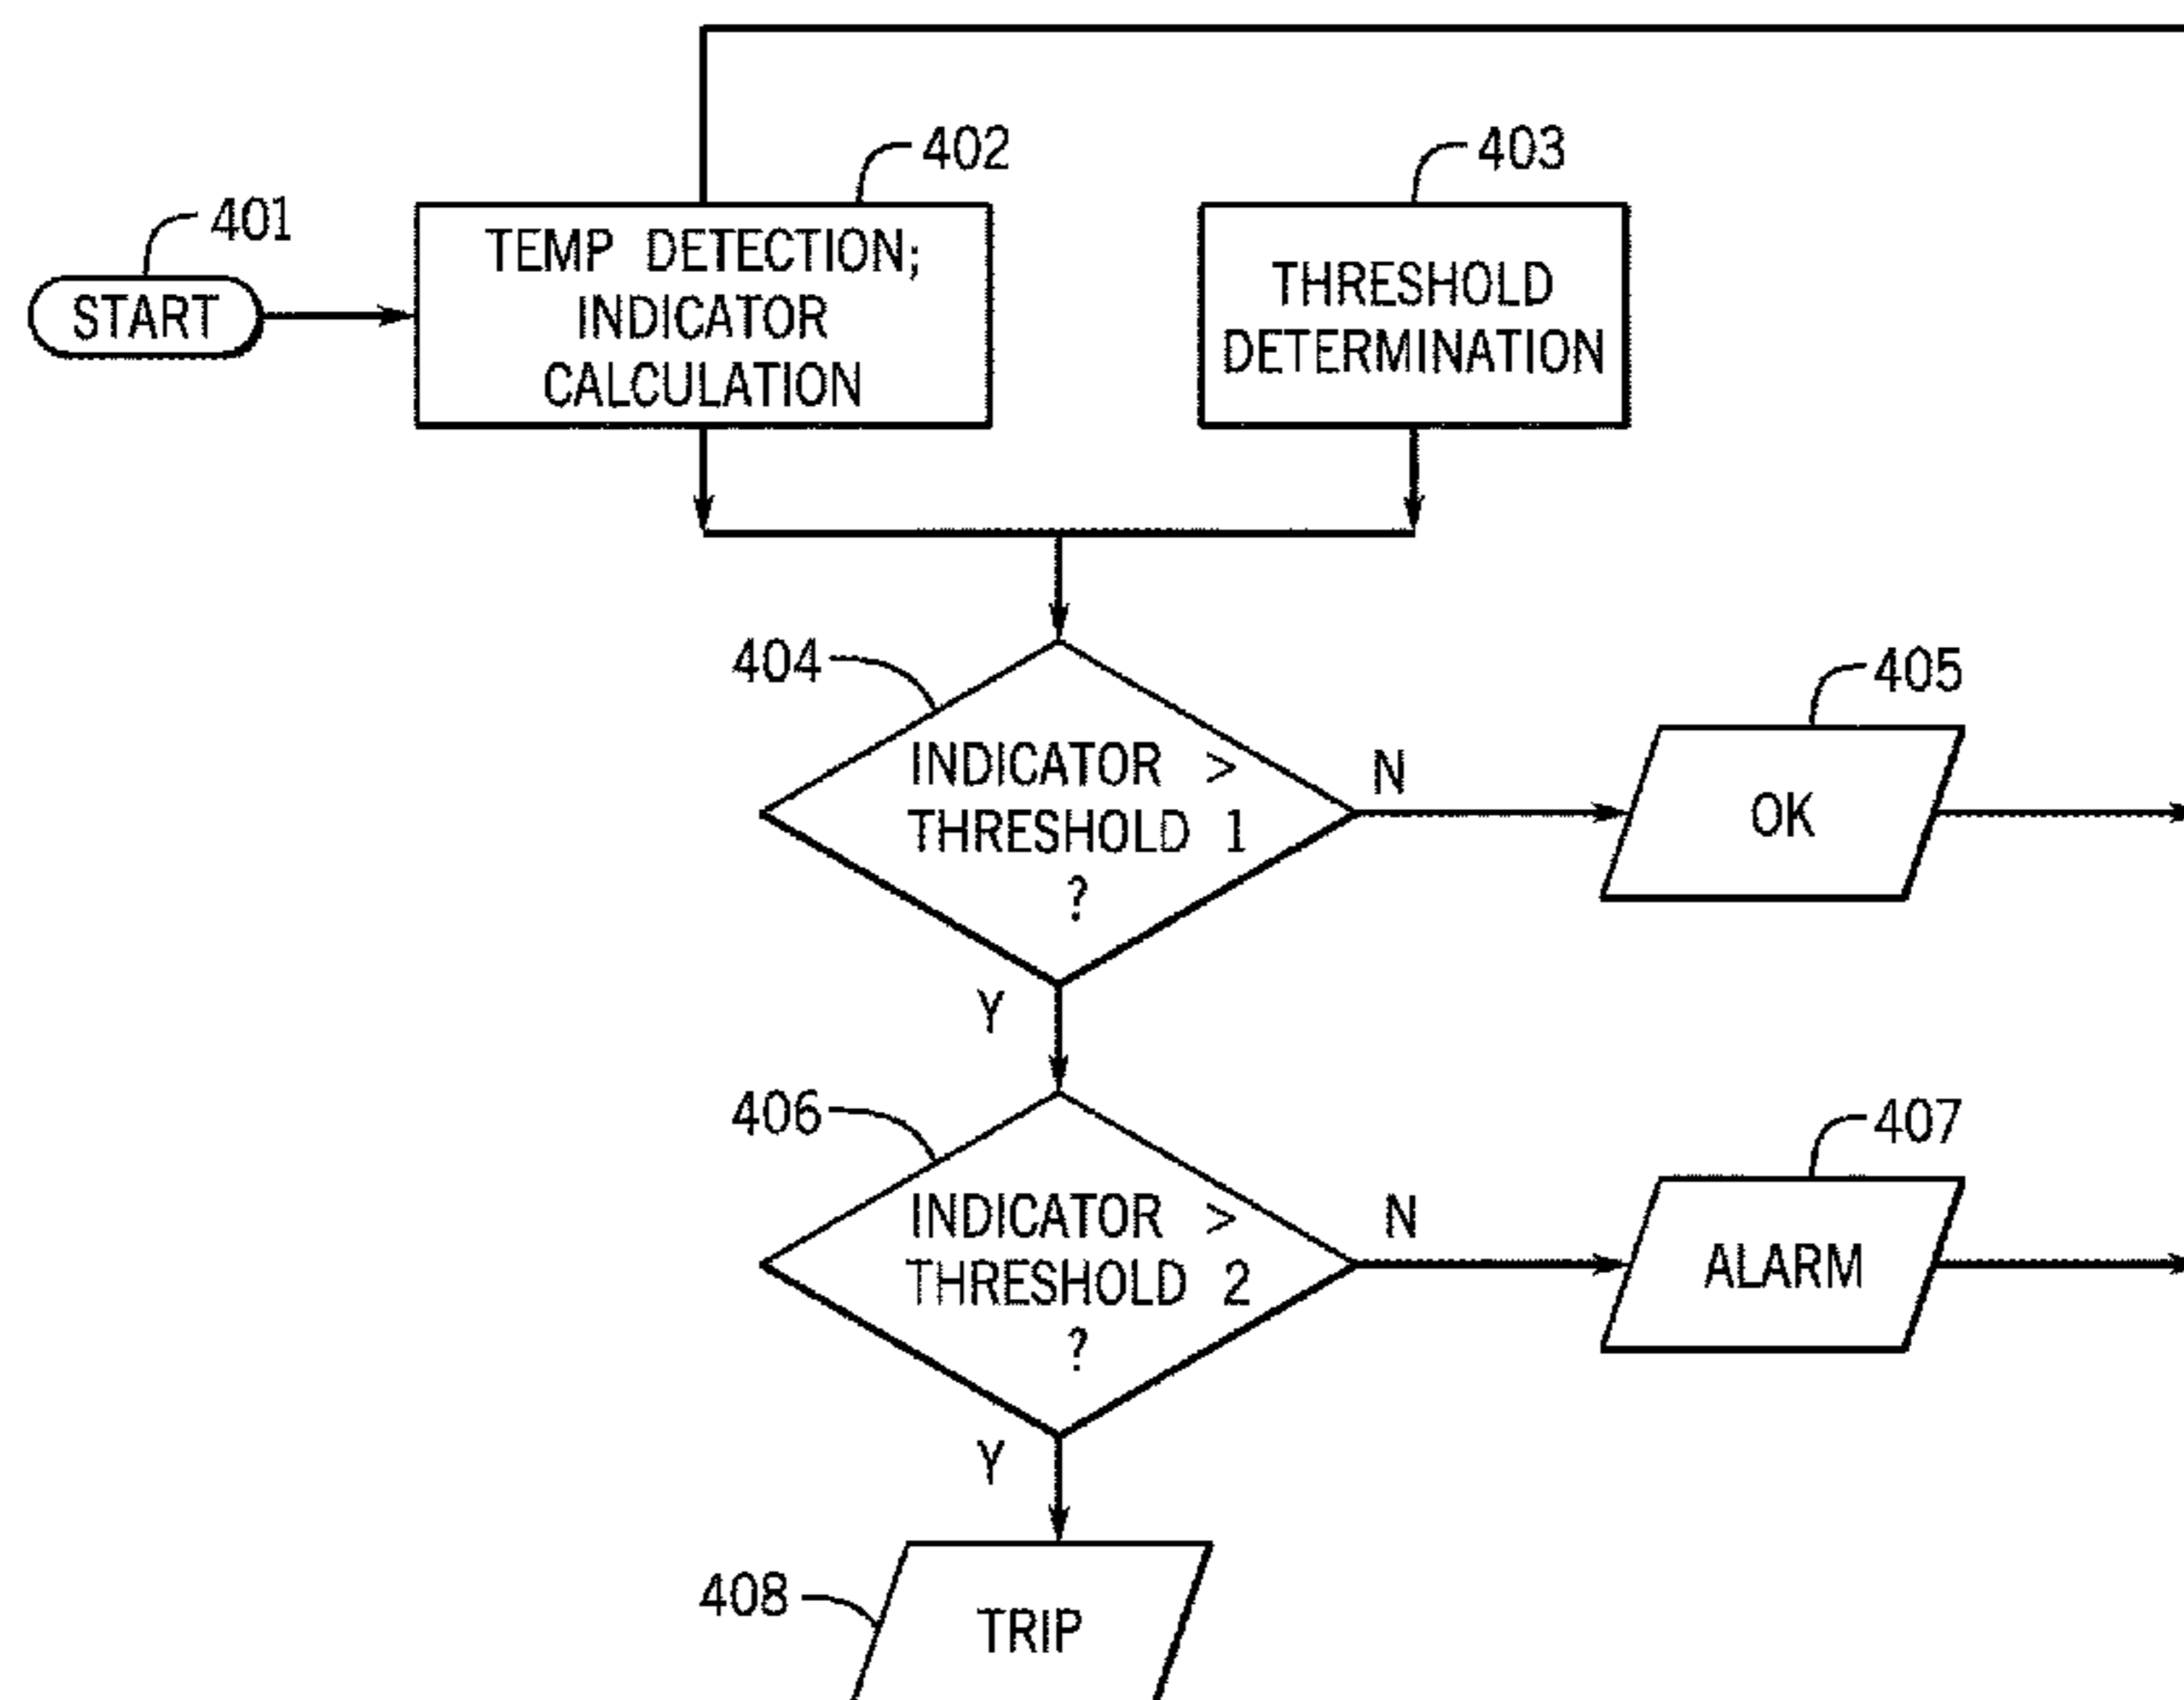 402
403
401
START
TEMP DETECTION;
INDICATOR
CALCULATION
THRESHOLD
DETERMINATION
404
INDICATOR >
THRESHOLD 1
?
N
405
OK
Y
406
INDICATOR >
THRESHOLD 2
?
N
407
ALARM
Y
408
TRIP